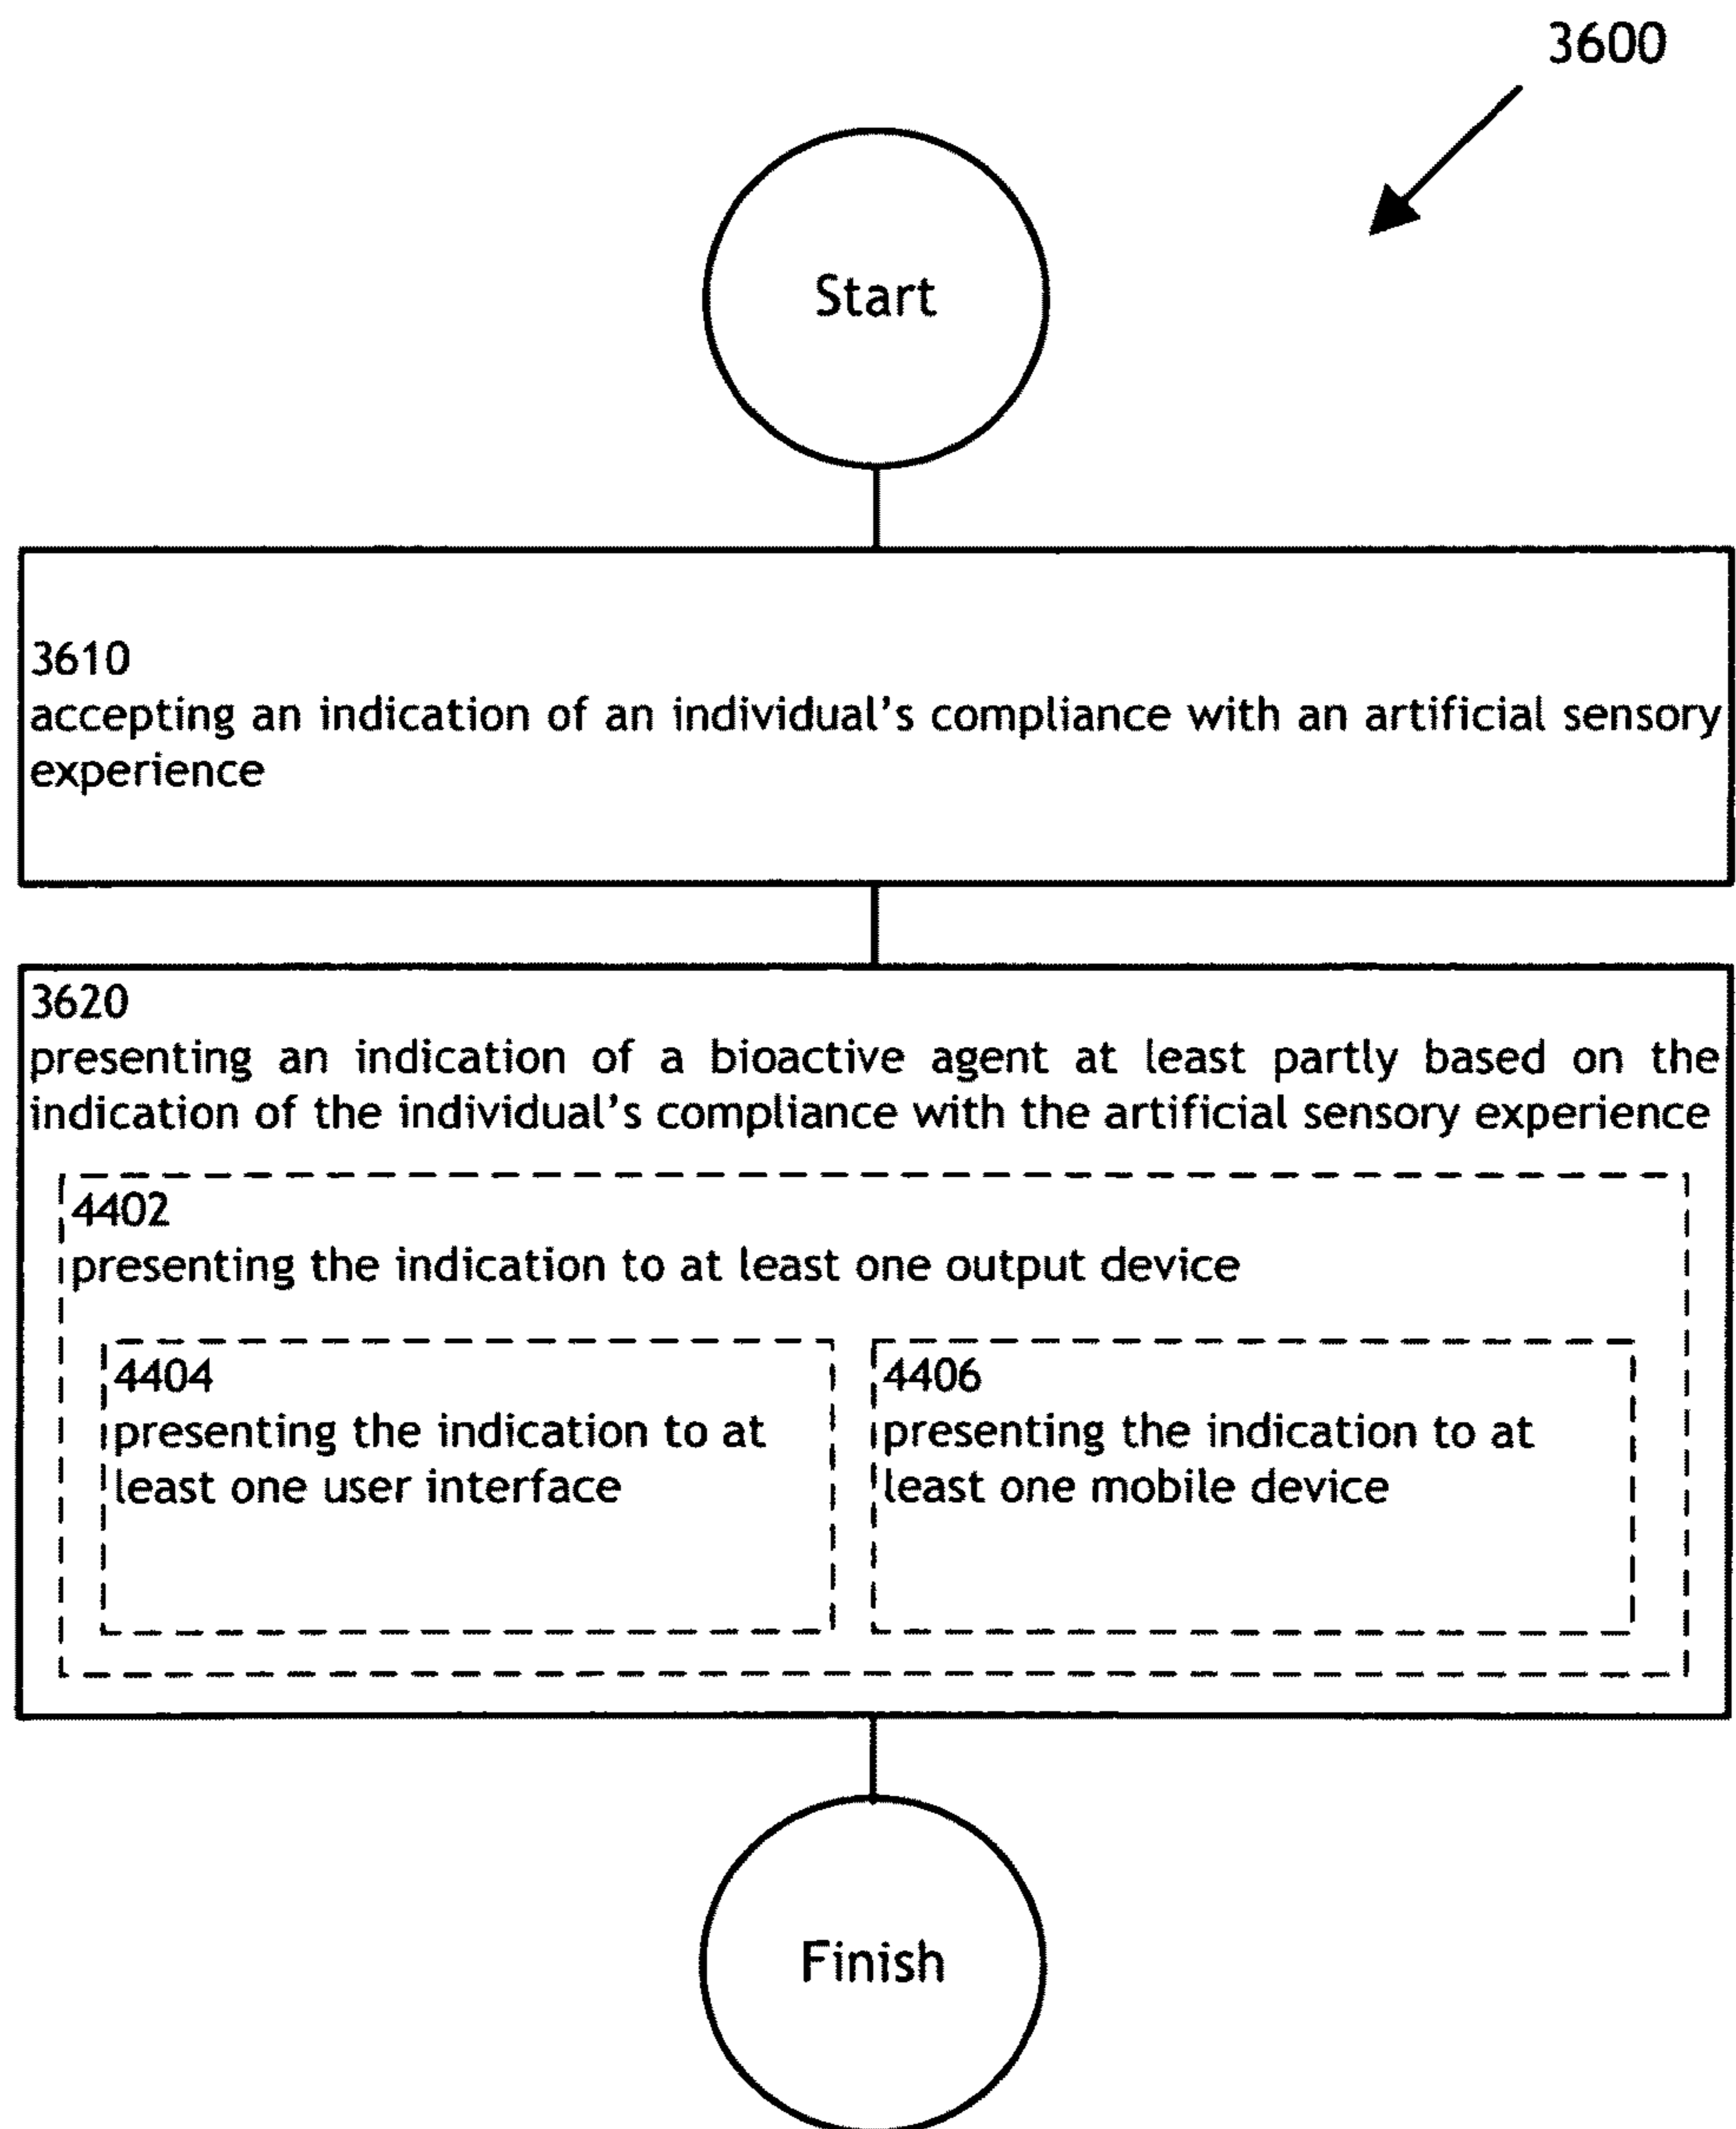 3600
Start
3610
accepting an indication of an individual's compliance with an artificial sensory
experience
3620
presenting an indication of a bioactive agent at least partly based on the
indication of the individual's compliance with the artificial sensory experience
4402
presenting the indication to at least one output device
4404
presenting the indication to at
least one user interface
4406
presenting the indication to at
least one mobile device
Finish